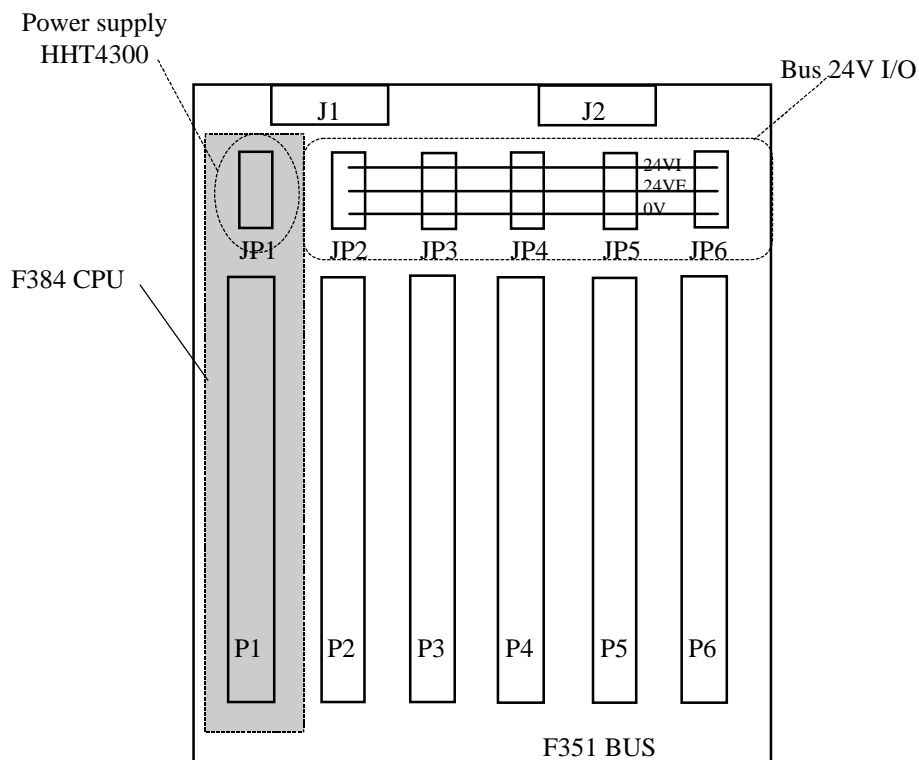 Power supply
HHT4300
Bus 24V I/O
J1
J2
24VI
24VE
0V
JP1
JP2
JP3
JP4
JP5
JP6
F384 CPU
P1
P2
P3
P4
P5
P6
F351 BUS